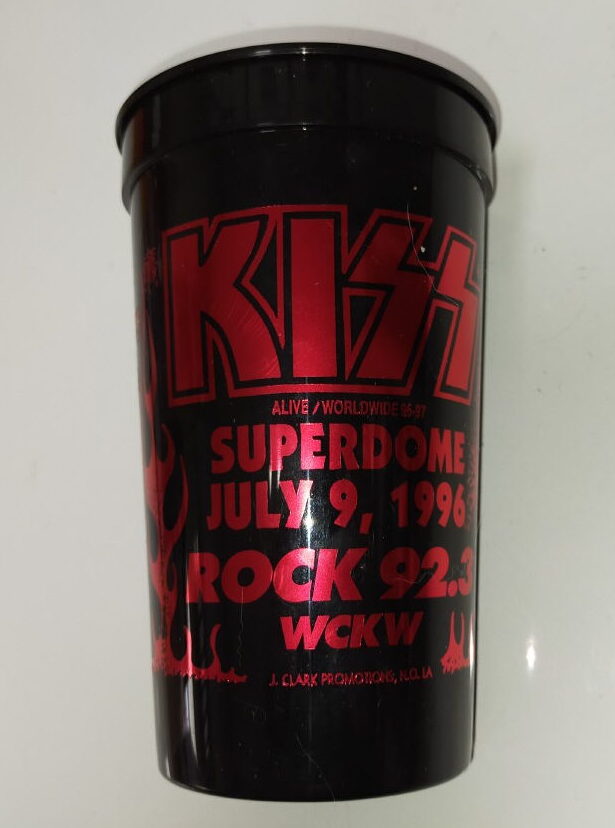 KISS
ALIVE / WORLDWIDE 96-97
SUPERDOME
JULY 9, 1996
ROCK 92.3
WCKW
J. CLARK PROMOTIONS, N.O. LA